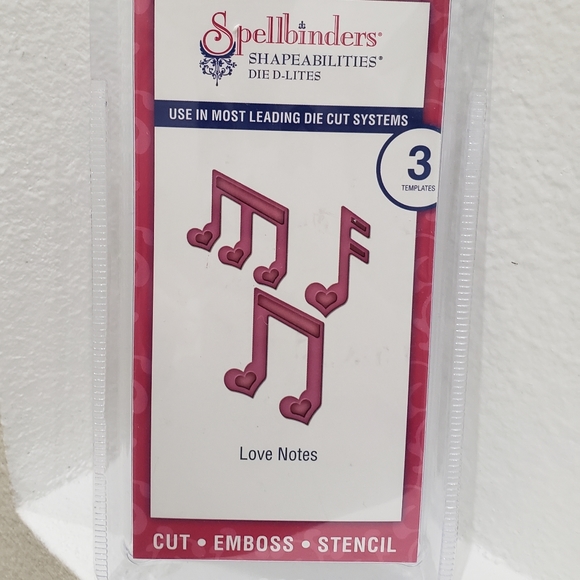 Spellbinders®
SHAPEABILITIES®
DIE D-LITES
USE IN MOST LEADING DIE CUT SYSTEMS
3
TEMPLATES
Love Notes
CUT • EMBOSS • STENCIL